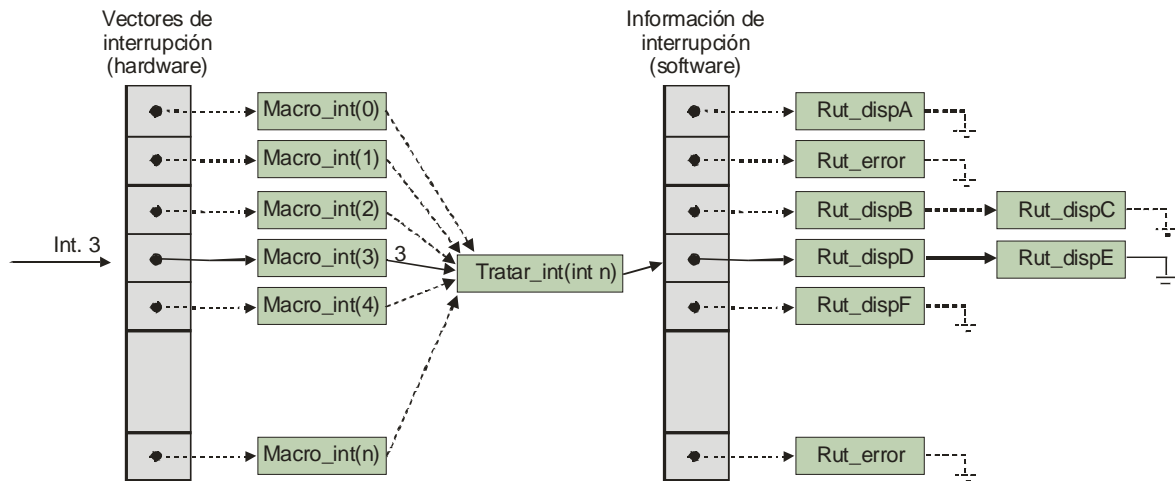 Vectores de
interrupción
(hardware)
Información de
interrupción
(software)
Macro_int(0)
Rut_dispA
Macro_int(1)
Rut_error
Macro_int(2)
Rut_dispB
Rut_dispC
Int. 3
Macro_int(3)
3
Tratar_int(int n)
Rut_dispD
Rut_dispE
Macro_int(4)
Rut_dispF
Macro_int(n)
Rut_error